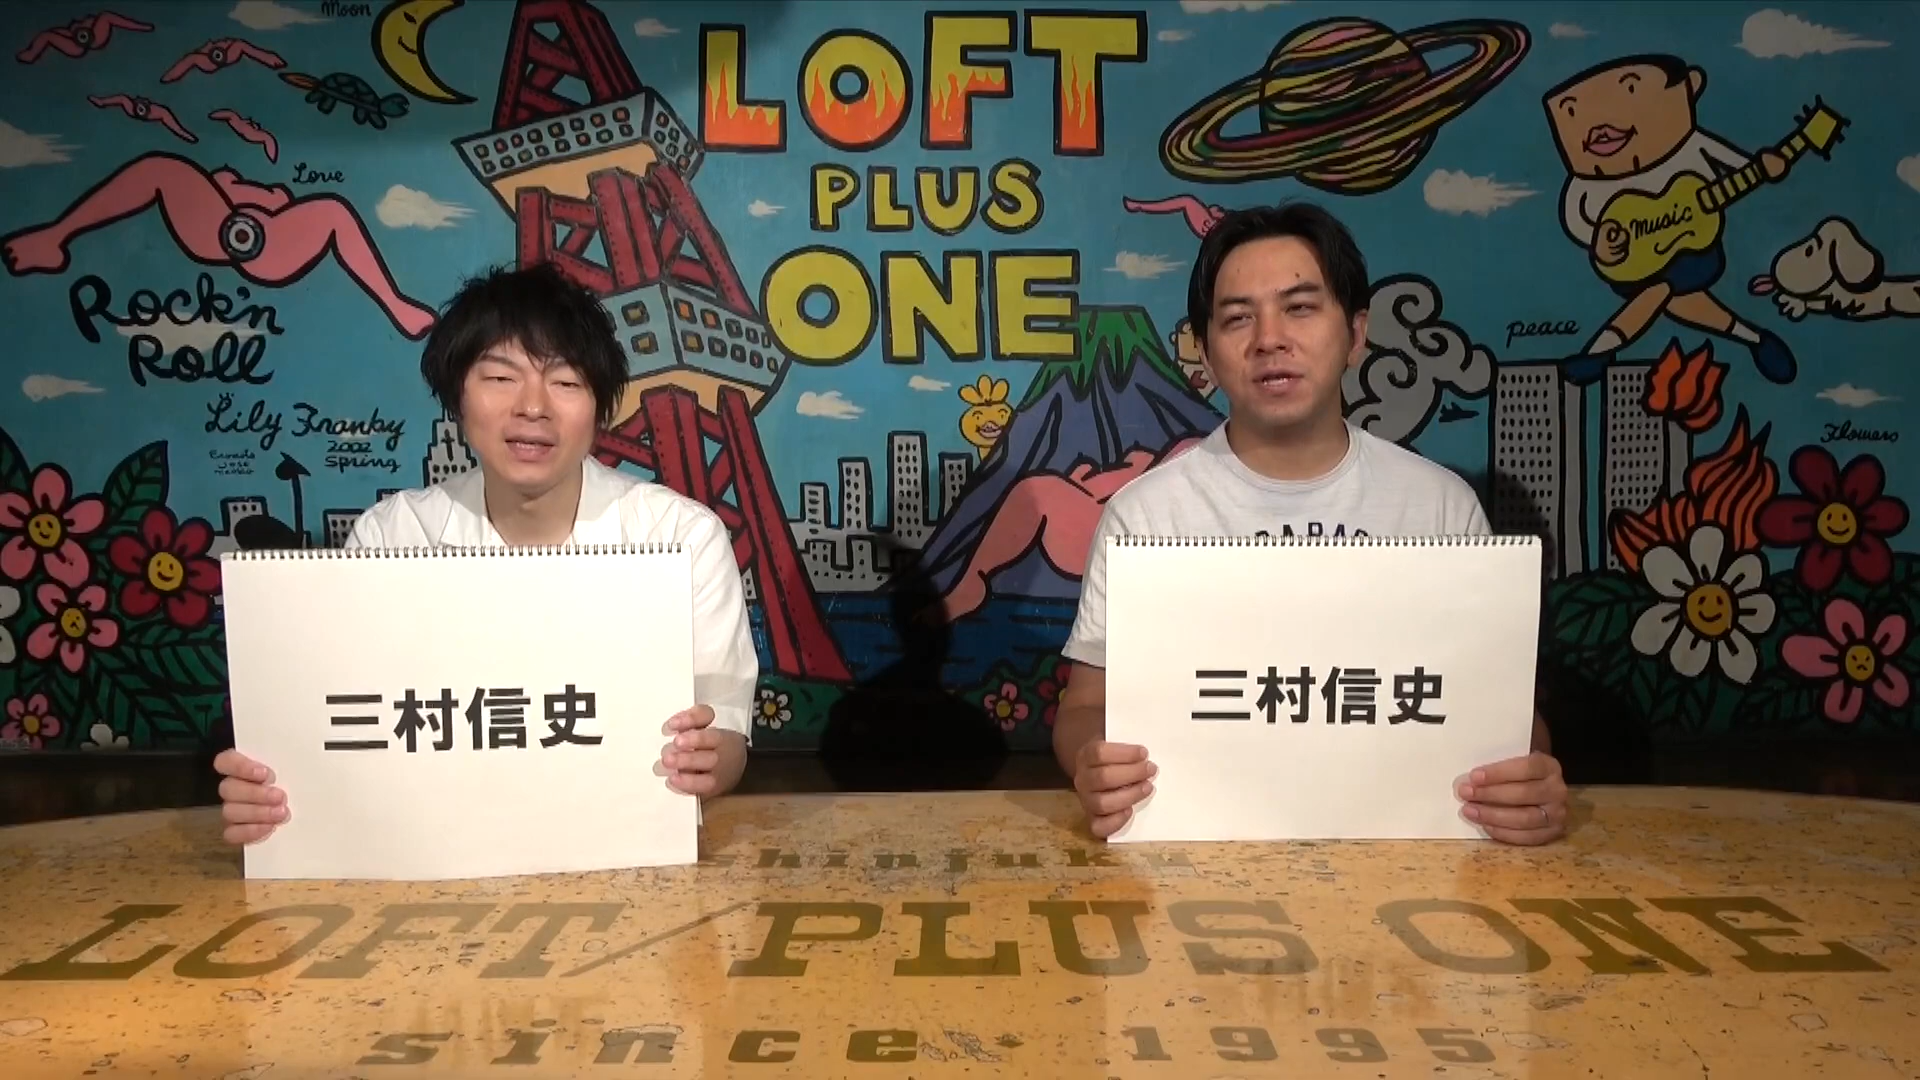 Moon
LOFT
PLUS
ONE
Love
Music
Rock'n
Roll
peace
Lily Franky
2002
Spring
Flowers
三村信史
三村信史
shinjuku
LOFT/PLUS ONE
since・1995